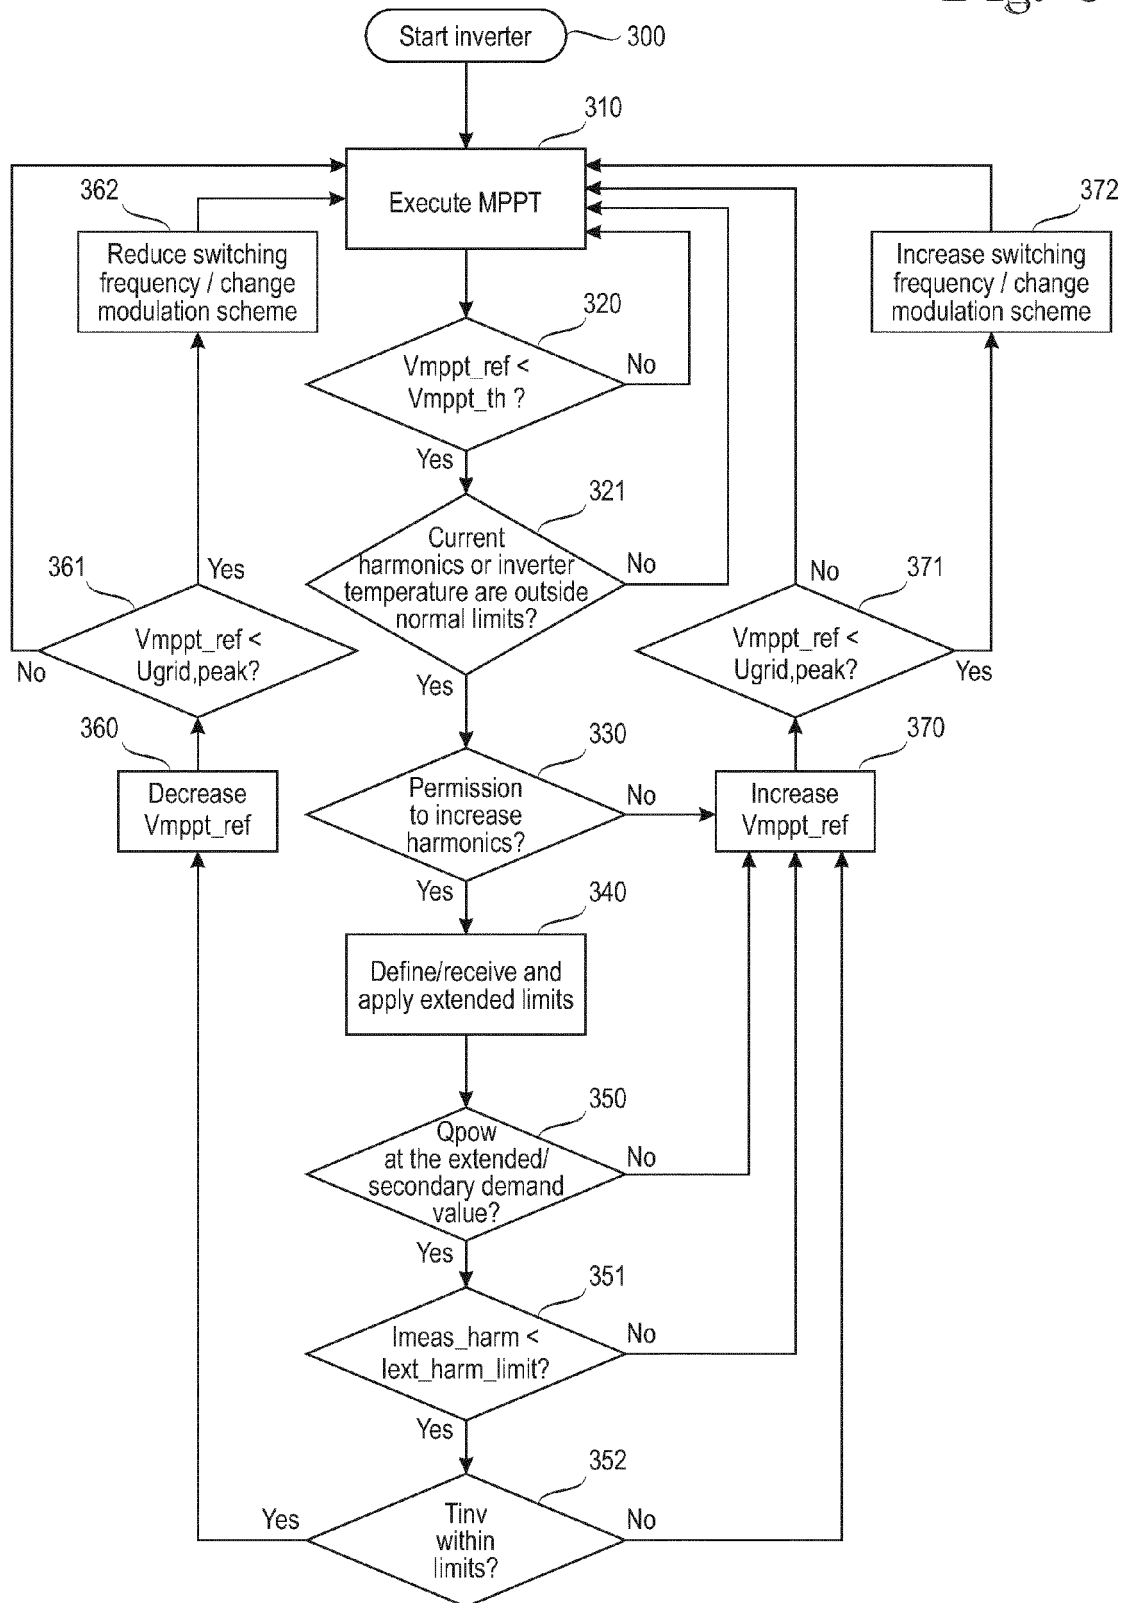 Start inverter
300
310
Execute MPPT
362
Reduce switching
frequency / change
modulation scheme
372
Increase switching
frequency / change
modulation scheme
320
Vmppt_ref <
Vmppt_th ?
No
Yes
321
Current
harmonics or inverter
temperature are outside
normal limits?
No
Yes
361
Yes
Vmppt_ref <
Ugrid,peak?
No
371
No
Vmppt_ref <
Ugrid,peak?
Yes
360
Decrease
Vmppt_ref
330
Permission
to increase
harmonics?
No
Yes
370
Increase
Vmppt_ref
340
Define/receive and
apply extended limits
350
Qpow
at the extended/
secondary demand
value?
No
Yes
351
Imeas_harm <
Iext_harm_limit?
No
Yes
352
Tinv
within
limits?
Yes
No